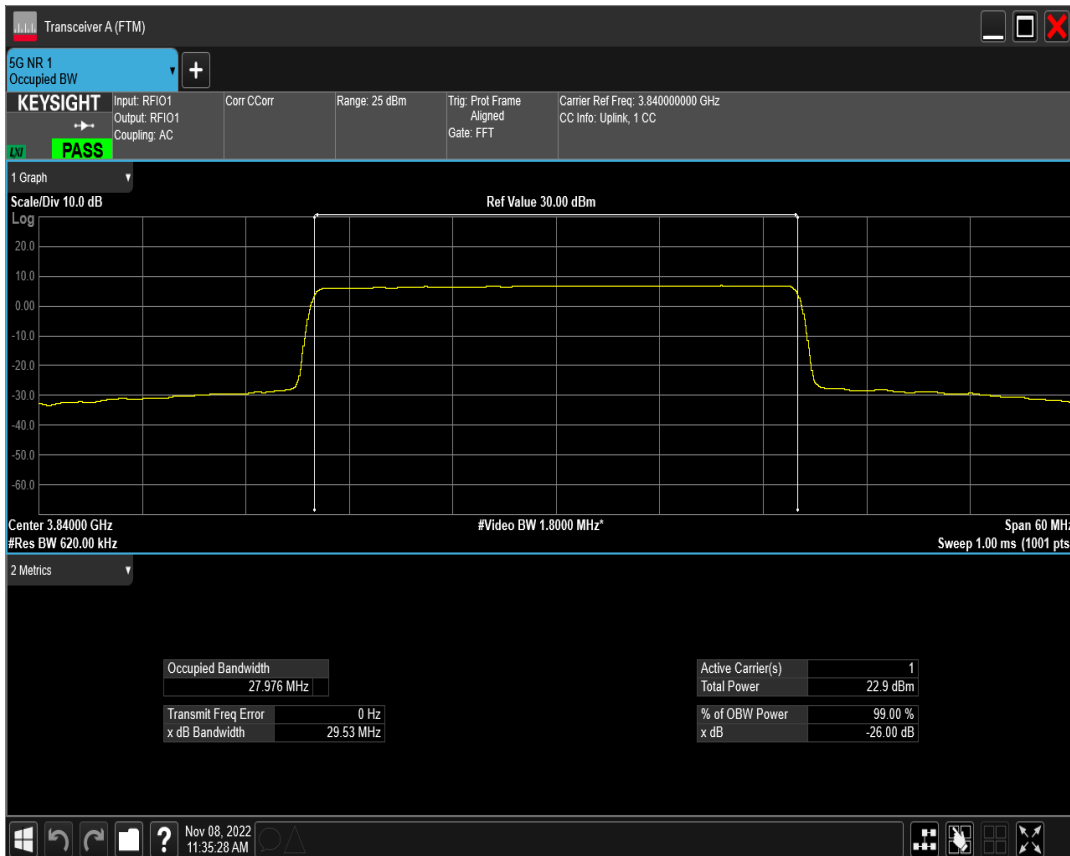 Transceiver A (FTM)
5G NR 1
Occupied BW
+
KEYSIGHT
LXI
PASS
Input: RFIO1
Output: RFIO1
Coupling: AC
Corr CCorr
Range: 25 dBm
Trig: Prot Frame
Aligned
Gate: FFT
Carrier Ref Freq: 3.840000000 GHz
CC Info: Uplink, 1 CC
1 Graph
Scale/Div 10.0 dB
Ref Value 30.00 dBm
Log
20.0
10.0
0.00
-10.0
-20.0
-30.0
-40.0
-50.0
-60.0
Center 3.84000 GHz
#Video BW 1.8000 MHz*
Span 60 MHz
#Res BW 620.00 kHz
Sweep 1.00 ms (1001 pts
2 Metrics
Occupied Bandwidth
27.976 MHz
Transmit Freq Error 0 Hz
x dB Bandwidth 29.53 MHz
Active Carrier(s) 1
Total Power 22.9 dBm
% of OBW Power 99.00 %
x dB -26.00 dB
?
Nov 08, 2022
11:35:28 AM